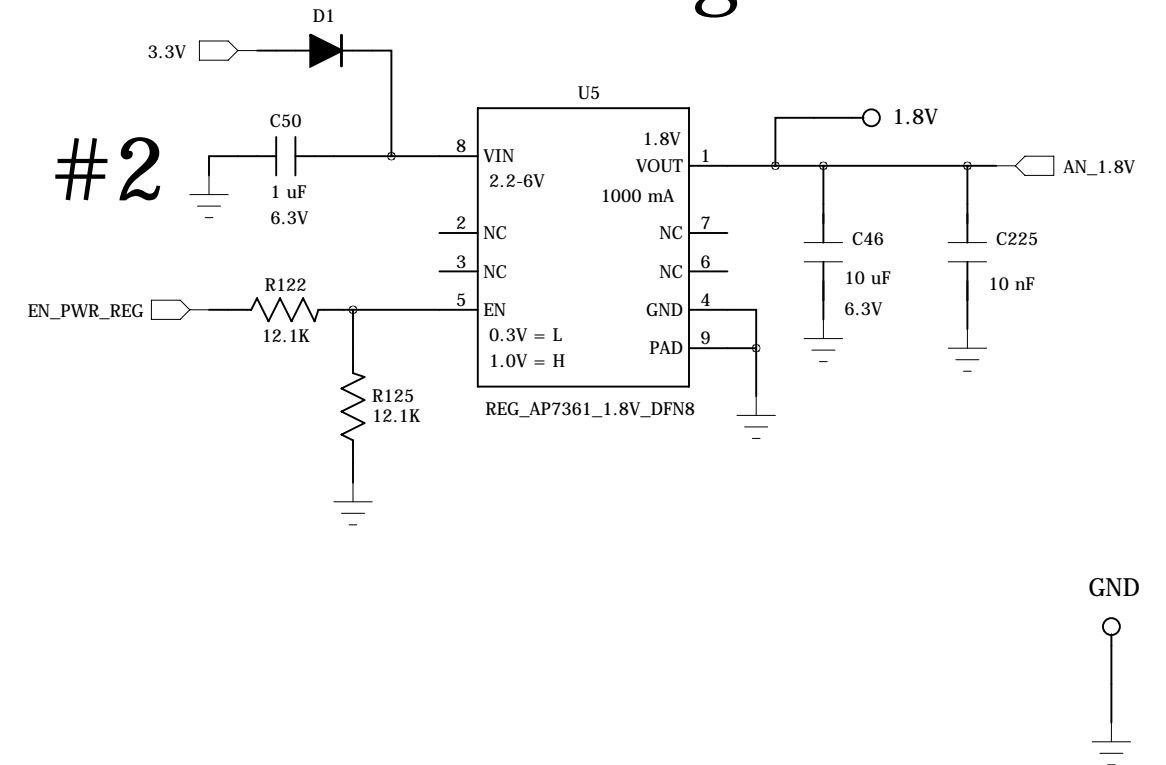 D1
3.3V
U5
C50
1.8V
#2
8
VIN
1.8V
VOUT
1
AN_1.8V
2.2-6V
1 uF
6.3V
1000 mA
2
NC
NC
7
C46
C225
3
NC
NC
6
10 uF
10 nF
R122
EN_PWR_REG
5
EN
GND
4
6.3V
12.1K
0.3V = L
PAD
9
1.0V = H
R125
12.1K
REG_AP7361_1.8V_DFN8
GND